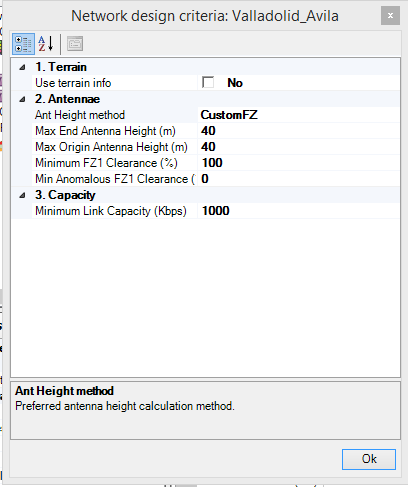 Network design criteria: Valladolid_Avila
x
A
Z
1. Terrain
Use terrain info No
2. Antennae
Ant Height method CustomFZ
Max End Antenna Height (m) 40
Max Origin Antenna Height (m) 40
Minimum FZ1 Clearance (%) 100
Min Anomalous FZ1 Clearance ( 0
3. Capacity
Minimum Link Capacity (Kbps) 1000
Ant Height method
Preferred antenna height calculation method.
Ok